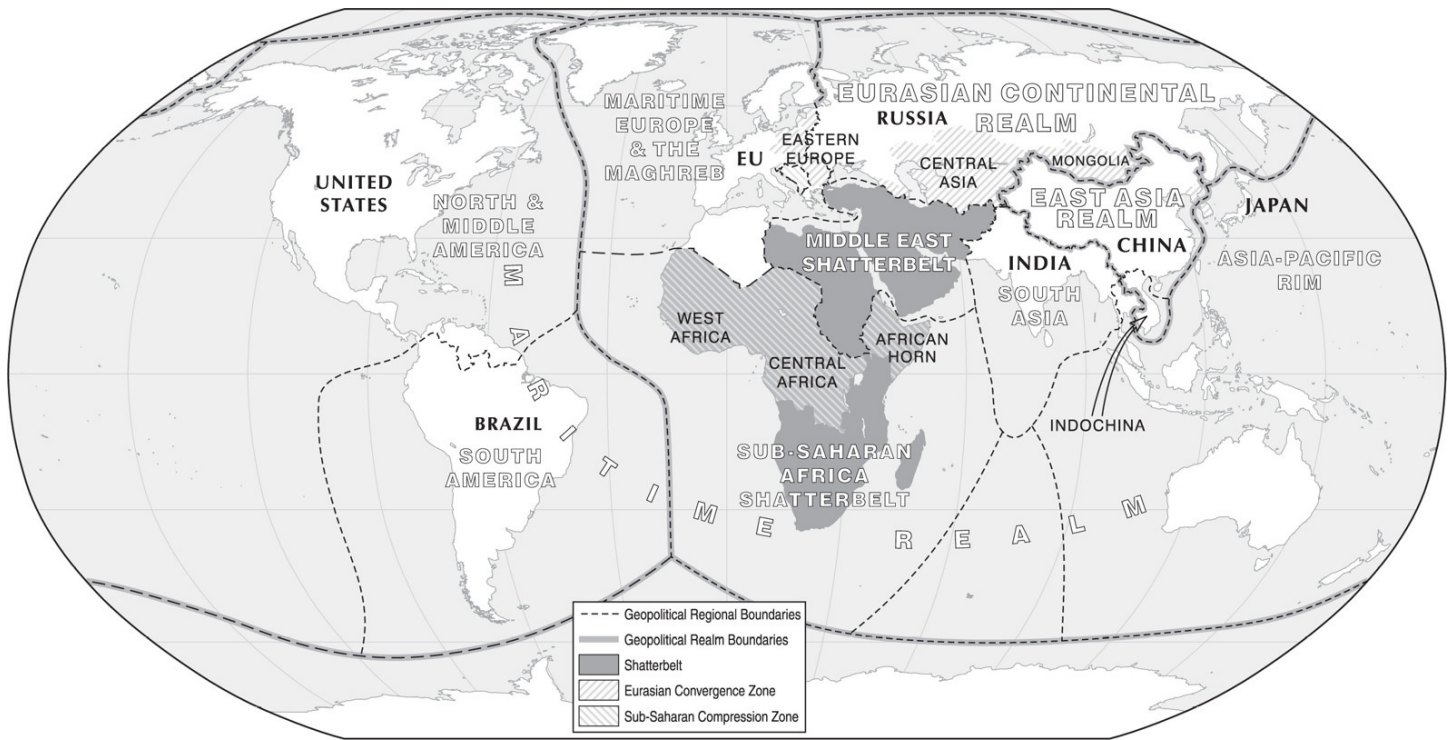 MARITIME
EUROPE
& THE
MAGHREB
EURASIAN CONTINENTAL
REALM
RUSSIA
EASTERN
EUROPE
EU
CENTRAL
ASIA
MONGOLIA
UNITED
STATES
NORTH &
MIDDLE
AMERICA
EAST ASIA
REALM
JAPAN
CHINA
MIDDLE EAST
SHATTERBELT
INDIA
SOUTH
ASIA
ASIA-PACIFIC
RIM
WEST
AFRICA
CENTRAL
AFRICA
AFRICAN
HORN
INDOCHINA
BRAZIL
SOUTH
AMERICA
SUB-SAHARAN
AFRICA
SHATTERBELT
MARITIME REALM
Geopolitical Regional Boundaries
Geopolitical Realm Boundaries
Shatterbelt
Eurasian Convergence Zone
Sub-Saharan Compression Zone